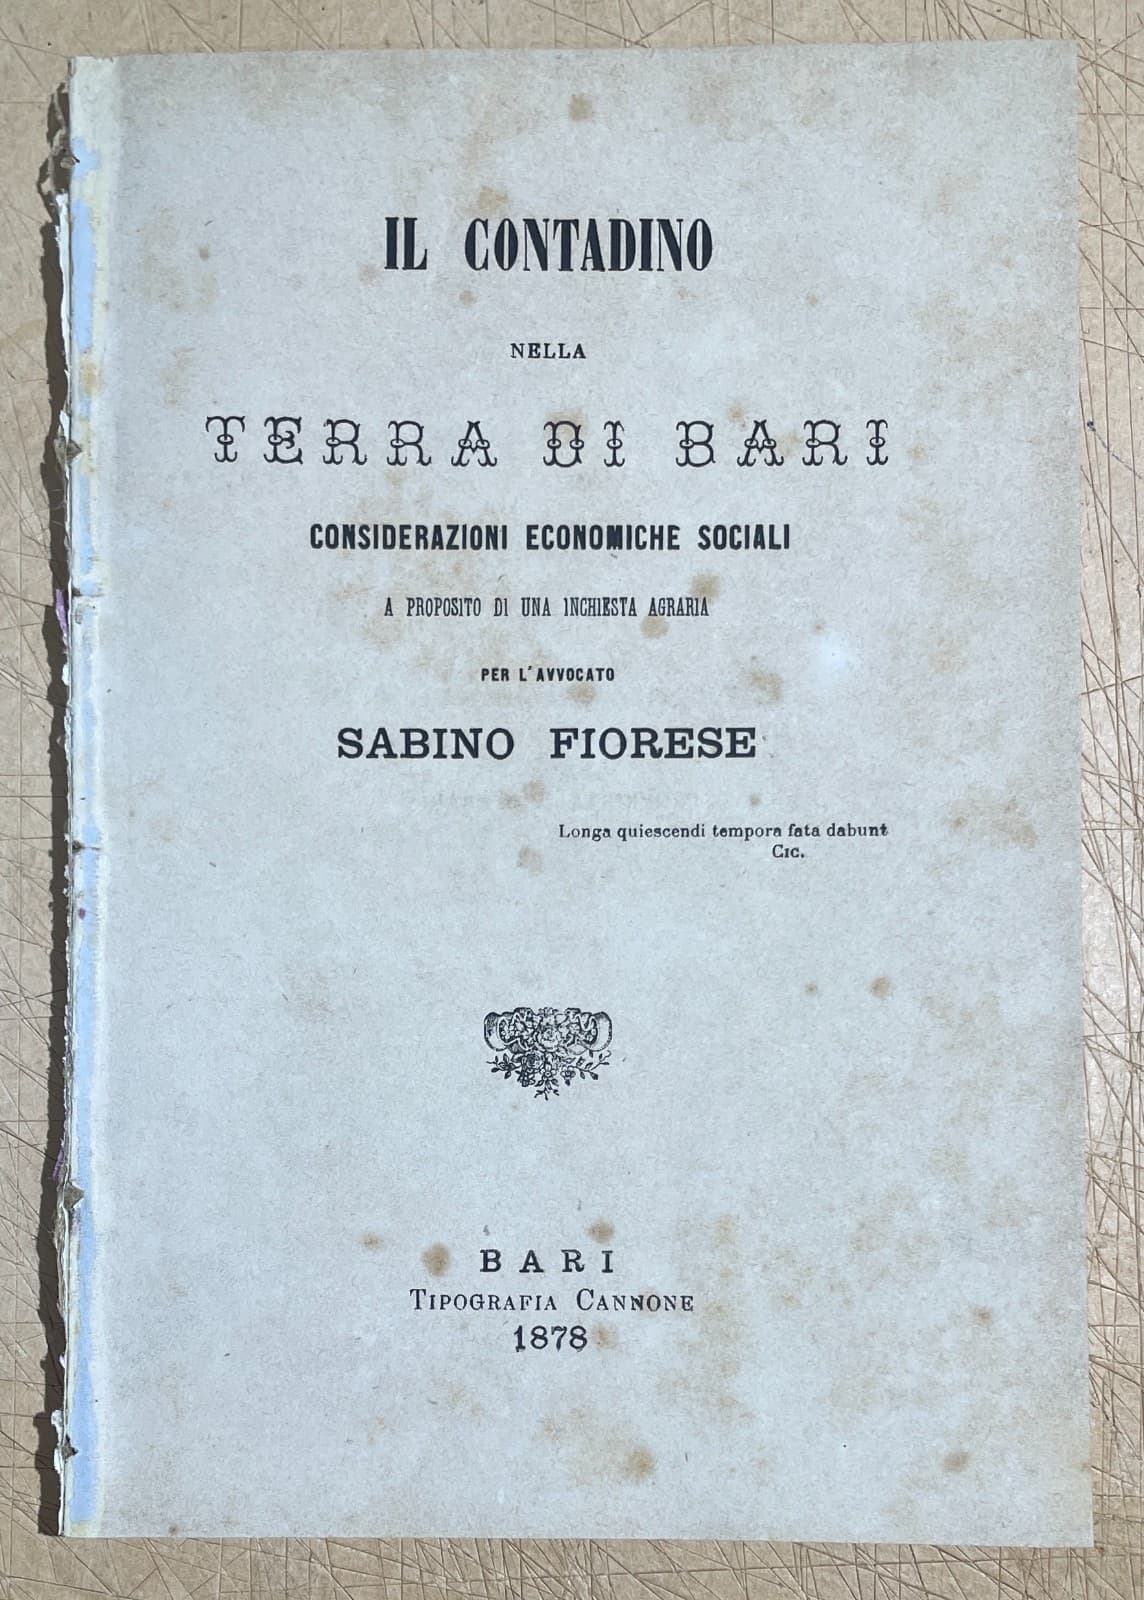 IL CONTADINO
NELLA
TERRA DI BARI
CONSIDERAZIONI ECONOMICHE SOCIALI
A PROPOSITO DI UNA INCHIESTA AGRARIA
PER L'AVVOCATO
SABINO FIORESE
Longa quiescendi tempora fata dabunt
CIC.
BARI
TIPOGRAFIA CANNONE
1878